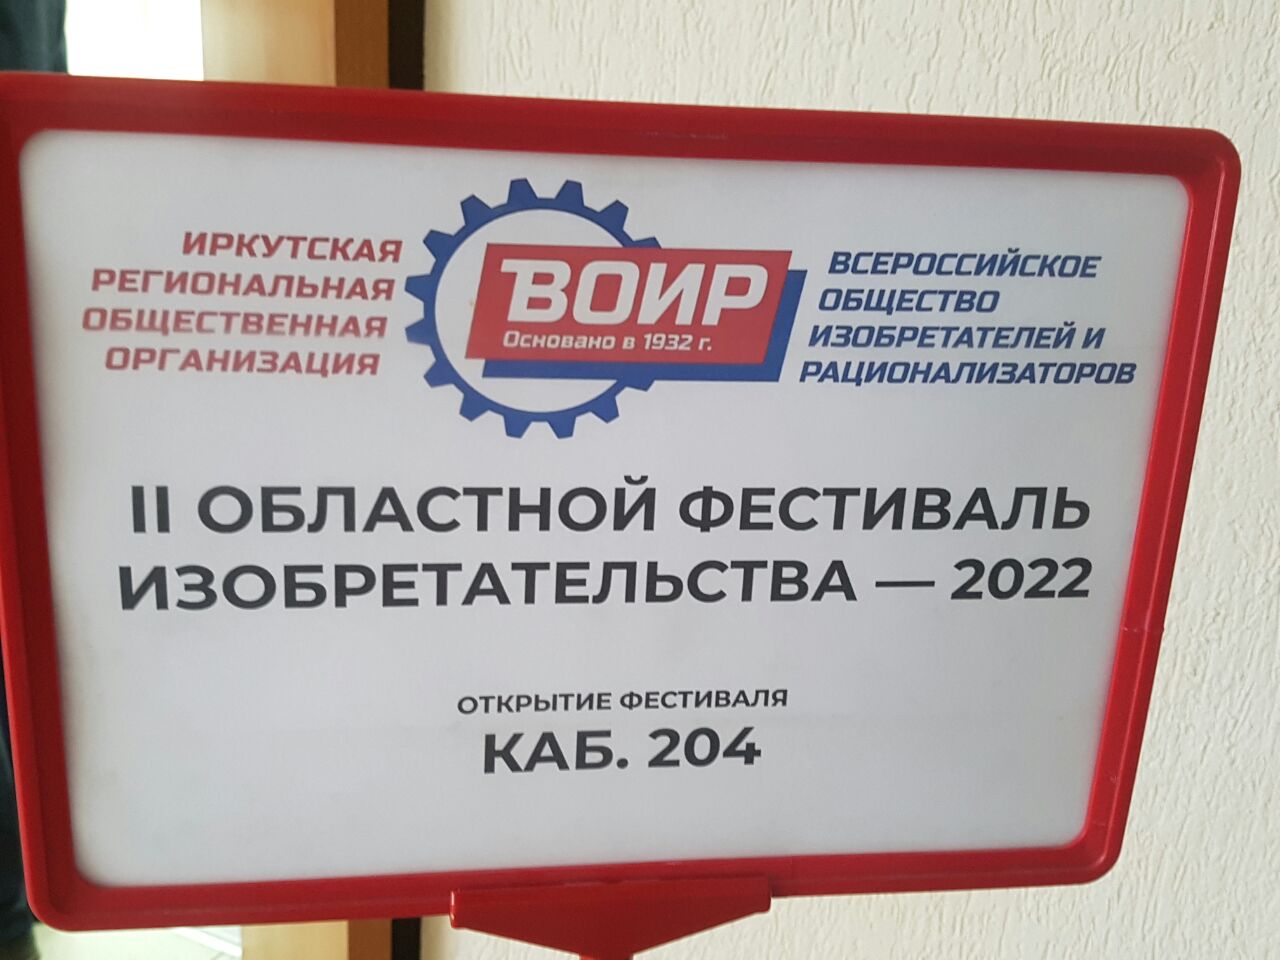 ИРКУТСКАЯ
РЕГИОНАЛЬНАЯ
ОБЩЕСТВЕННАЯ
ОРГАНИЗАЦИЯ
ВОИР
Основано в 1932 г.
ВСЕРОССИЙСКОЕ
ОБЩЕСТВО
ИЗОБРЕТАТЕЛЕЙ И
РАЦИОНАЛИЗАТОРОВ
II ОБЛАСТНОЙ ФЕСТИВАЛЬ
ИЗОБРЕТАТЕЛЬСТВА — 2022
ОТКРЫТИЕ ФЕСТИВАЛЯ
КАБ. 204